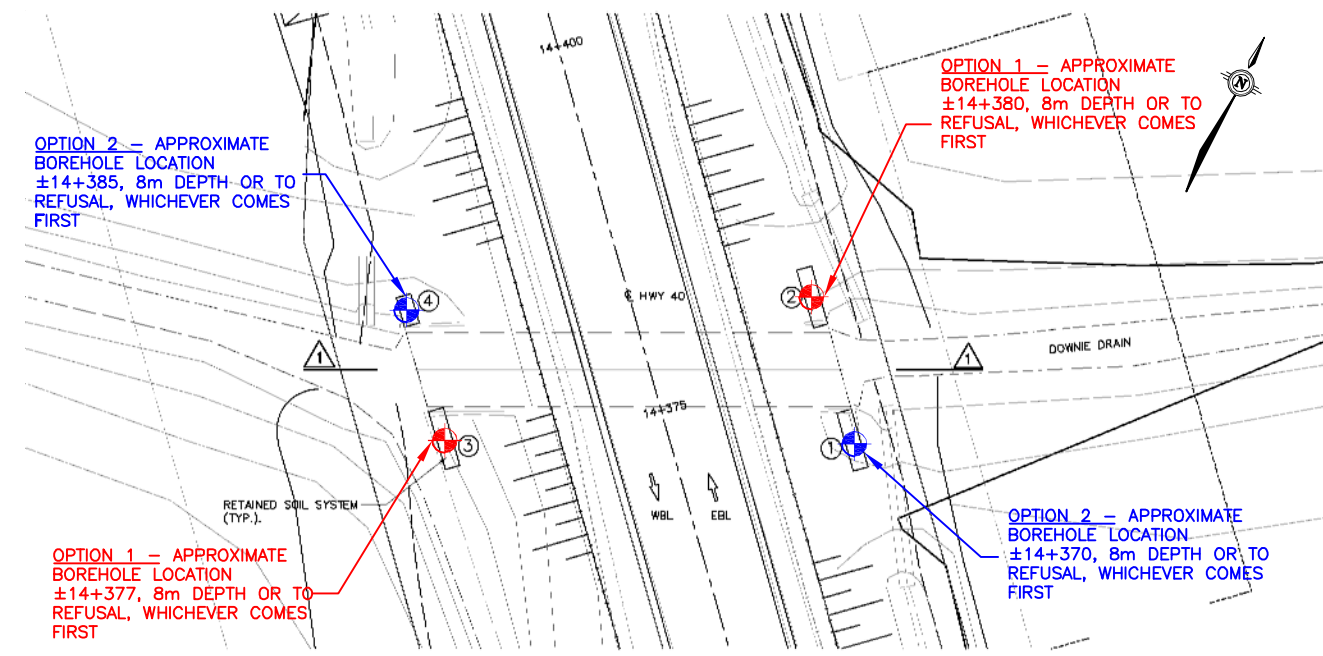 14+400
OPTION 1 – APPROXIMATE
BOREHOLE LOCATION
±14+380, 8m DEPTH OR TO
REFUSAL, WHICHEVER COMES
FIRST
N
OPTION 2 – APPROXIMATE
BOREHOLE LOCATION
±14+385, 8m DEPTH OR TO
REFUSAL, WHICHEVER COMES
FIRST
4
℄ HWY 40
2
1
1
DOWNIE DRAIN
14+375
3
1
RETAINED SOIL SYSTEM
(TYP.).
WBL
EBL
OPTION 2 – APPROXIMATE
BOREHOLE LOCATION
±14+370, 8m DEPTH OR TO
REFUSAL, WHICHEVER COMES
FIRST
OPTION 1 – APPROXIMATE
BOREHOLE LOCATION
±14+377, 8m DEPTH OR TO
REFUSAL, WHICHEVER COMES
FIRST